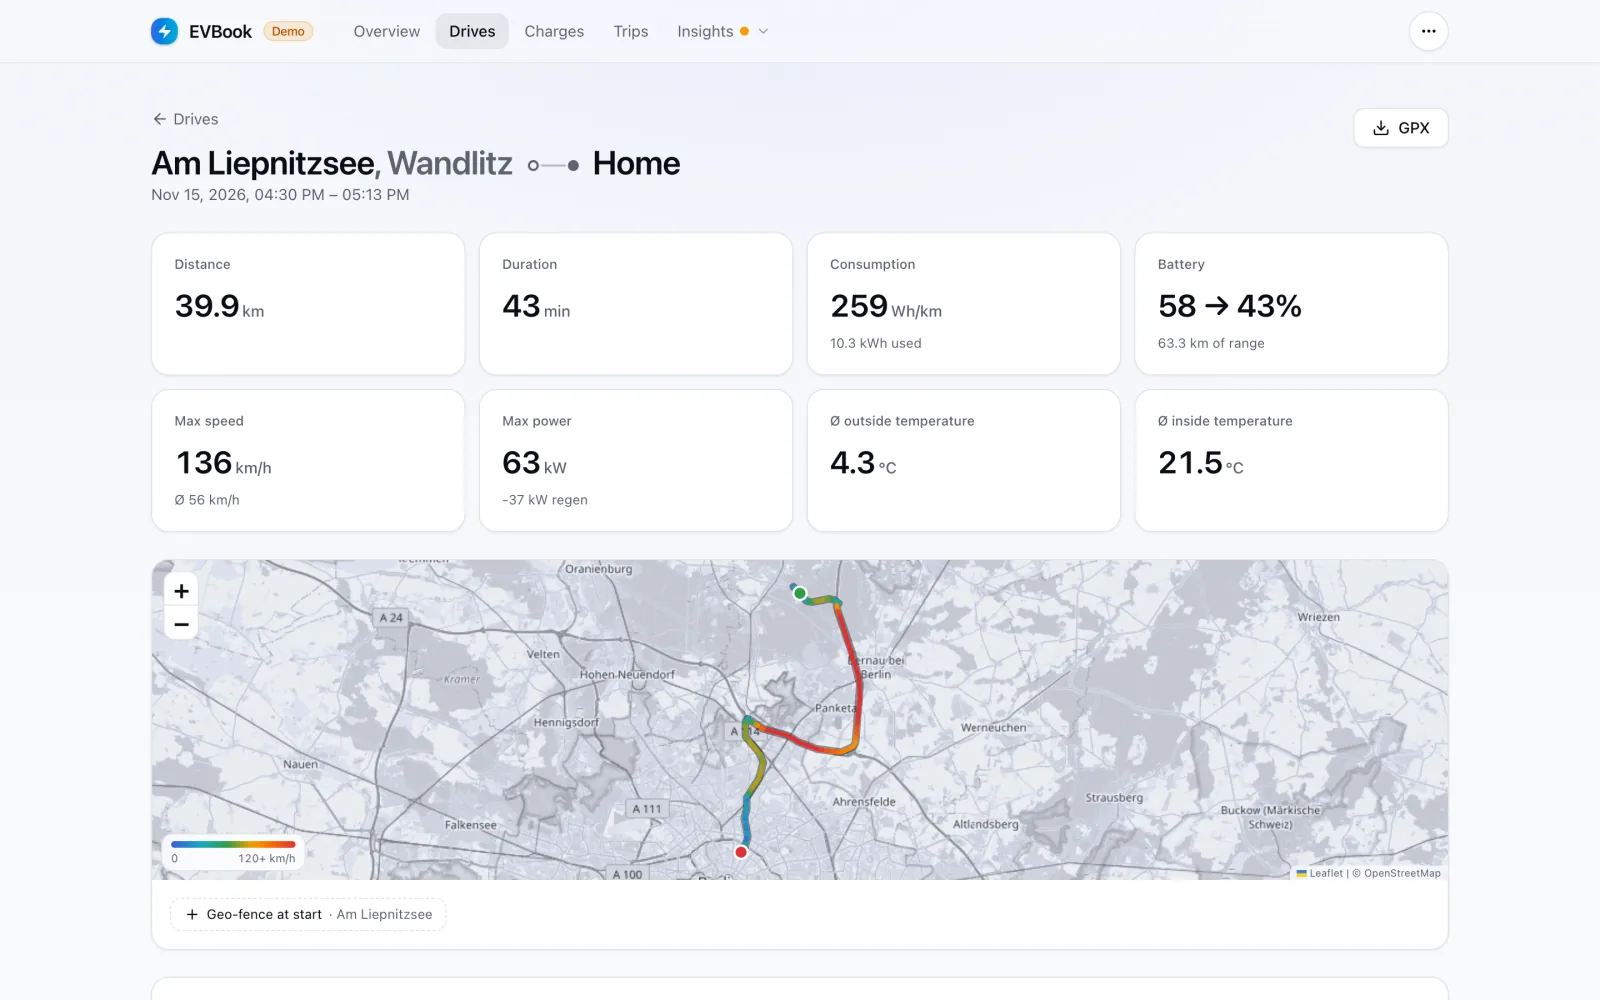 EVBook Demo Overview Drives Charges Trips Insights
← Drives
GPX
Am Liepnitzsee, Wandlitz Home
Nov 15, 2026, 04:30 PM – 05:13 PM
Distance
39.9 km
Duration
43 min
Consumption
259 Wh/km
10.3 kWh used
Battery
58 → 43%
63.3 km of range
Max speed
136 km/h
Ø 56 km/h
Max power
63 kW
-37 kW regen
Ø outside temperature
4.3 °C
Ø inside temperature
21.5 °C
+
−
Oranienburg
A 24
Wriezen
Velten
Bernau bei
Berlin
Kramer
Hohen Neuendorf
Panketa
Hennigsdorf
Werneuchen
Nauen
Strausberg
Ahrensfelde
A 111
Buckow (Märkische
Schweiz)
Falkensee
Altlandsberg
A 100
0 120+ km/h
Leaflet | © OpenStreetMap
+ Geo-fence at start · Am Liepnitzsee